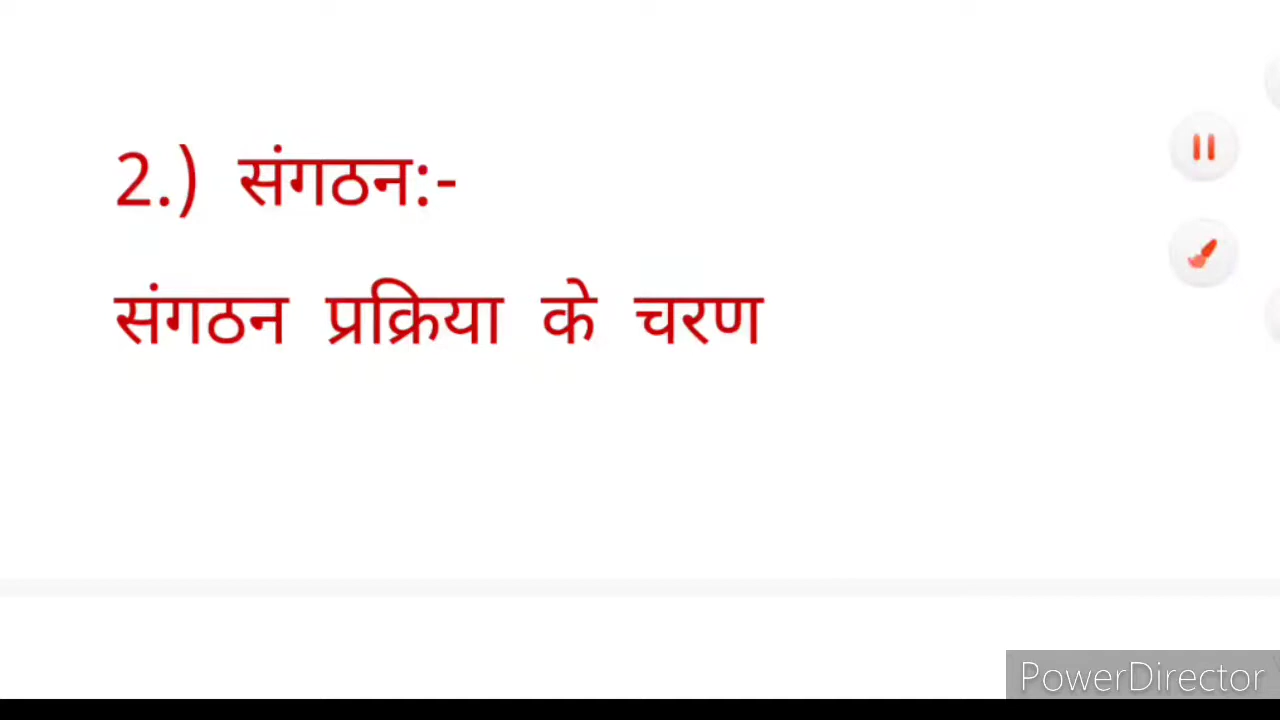 2.) संगठन:-
संगठन प्रक्रिया के चरण
PowerDirector